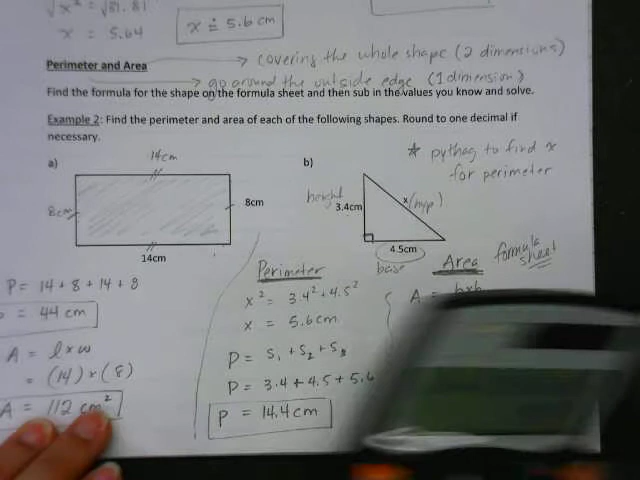 √x² = √31.81
x = 5.64
x ≐ 5.6 cm
Perimeter and Area
→ covering the whole shape (2 dimensions)
→ go around the outside edge (1 dimension)
Find the formula for the shape on the formula sheet and then sub in the values you know and solve.
Example 2: Find the perimeter and area of each of the following shapes. Round to one decimal if
necessary.
a)
14cm
8cm
8cm
14cm
P = 14 + 8 + 14 + 8
= 44 cm
A = l x w
= (14) x (8)
A = 112 cm²
b)
* pythag to find x
for perimeter
height
3.4cm
x (hyp)
4.5cm
base
Perimeter
x² = 3.4² + 4.5²
x = 5.6cm
P = S₁ + S₂ + S₃
P = 3.4 + 4.5 + 5.6
P = 14.4cm
Area
formula
sheet
A = bxh